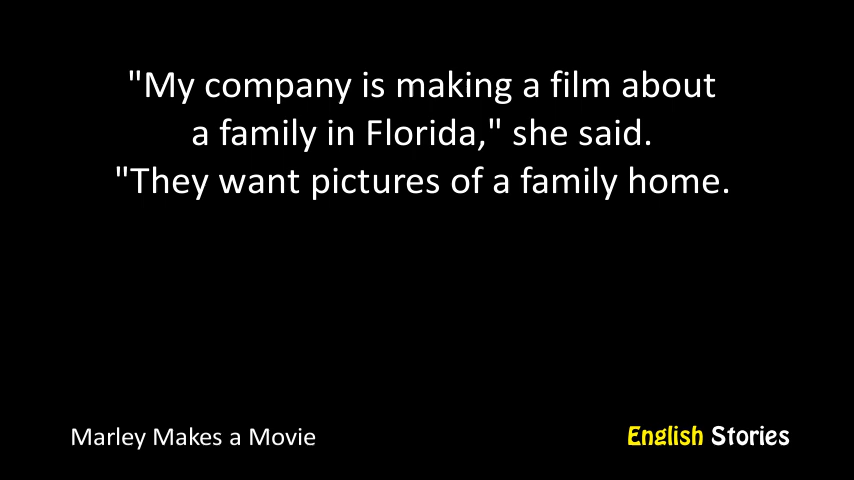 "My company is making a film about
a family in Florida," she said.
"They want pictures of a family home.
Marley Makes a Movie
English Stories